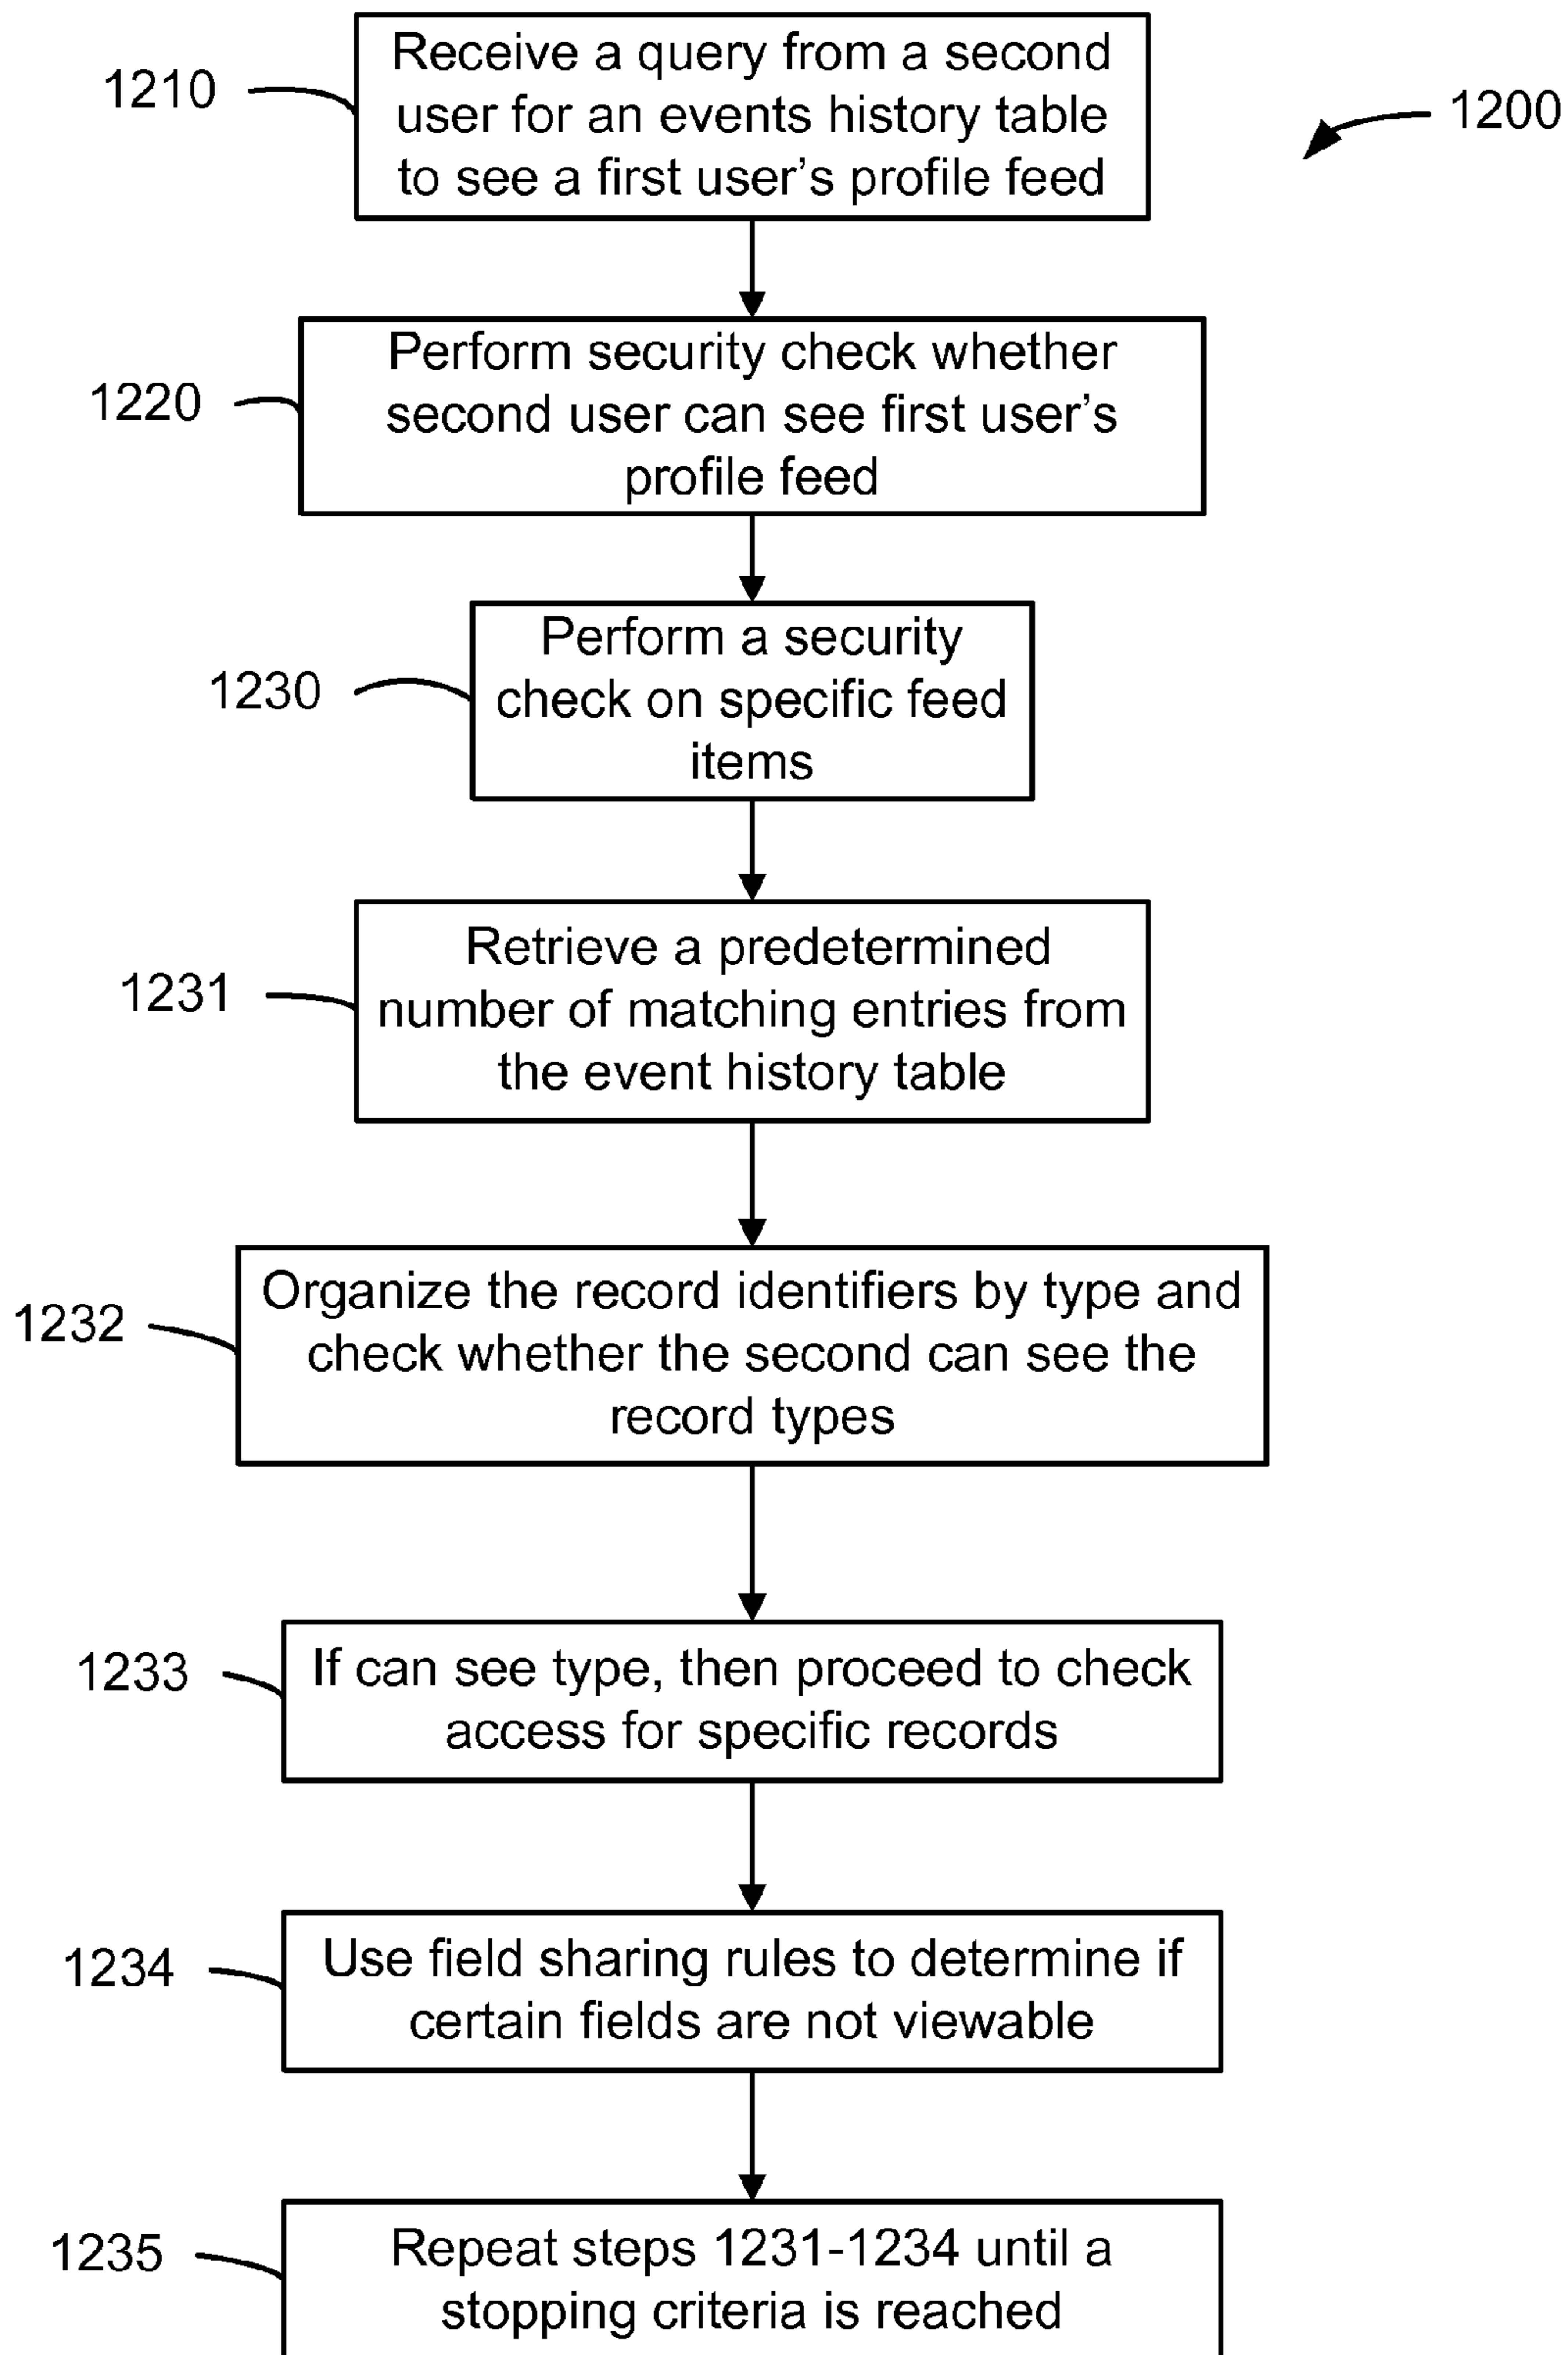 1200
1210
Receive a query from a second
user for an events history table
to see a first user's profile feed
1220
Perform security check whether
second user can see first user's
profile feed
1230
Perform a security
check on specific feed
items
1231
Retrieve a predetermined
number of matching entries from
the event history table
1232
Organize the record identifiers by type and
check whether the second can see the
record types
1233
If can see type, then proceed to check
access for specific records
1234
Use field sharing rules to determine if
certain fields are not viewable
1235
Repeat steps 1231-1234 until a
stopping criteria is reached